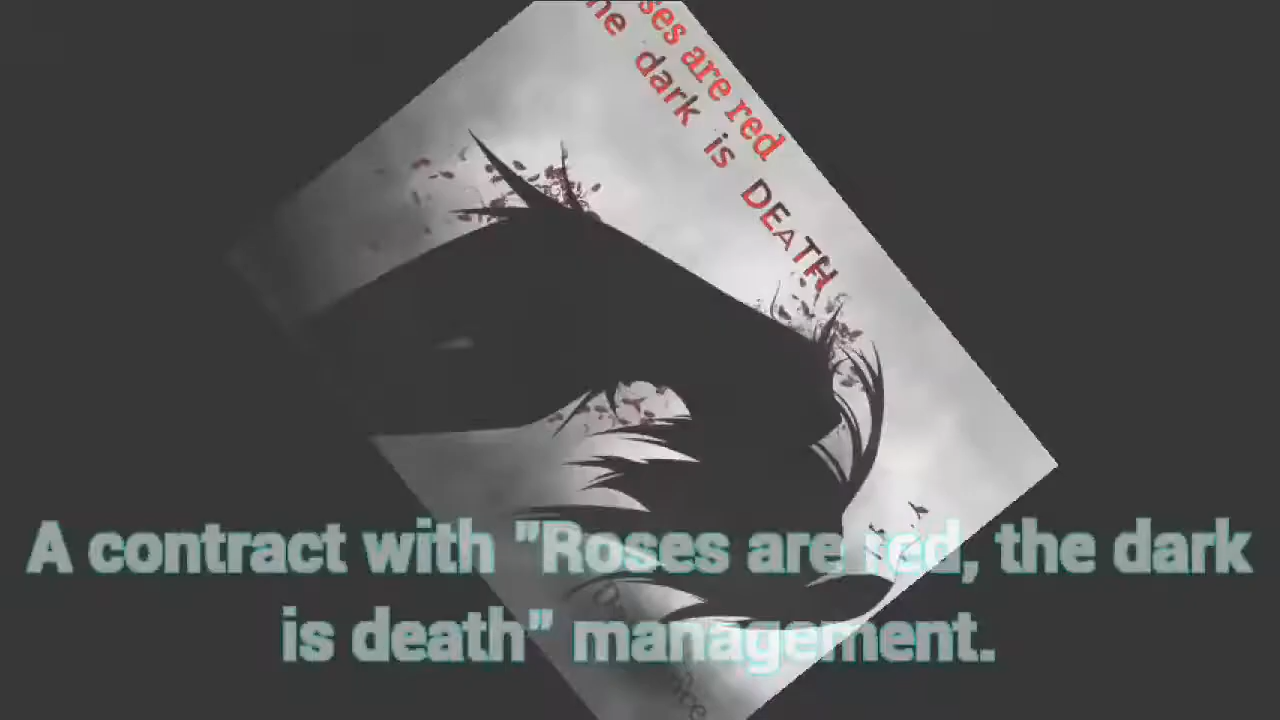 ses are red
he dark is DEATH
A contract with "Roses are red, the dark
is death" management.